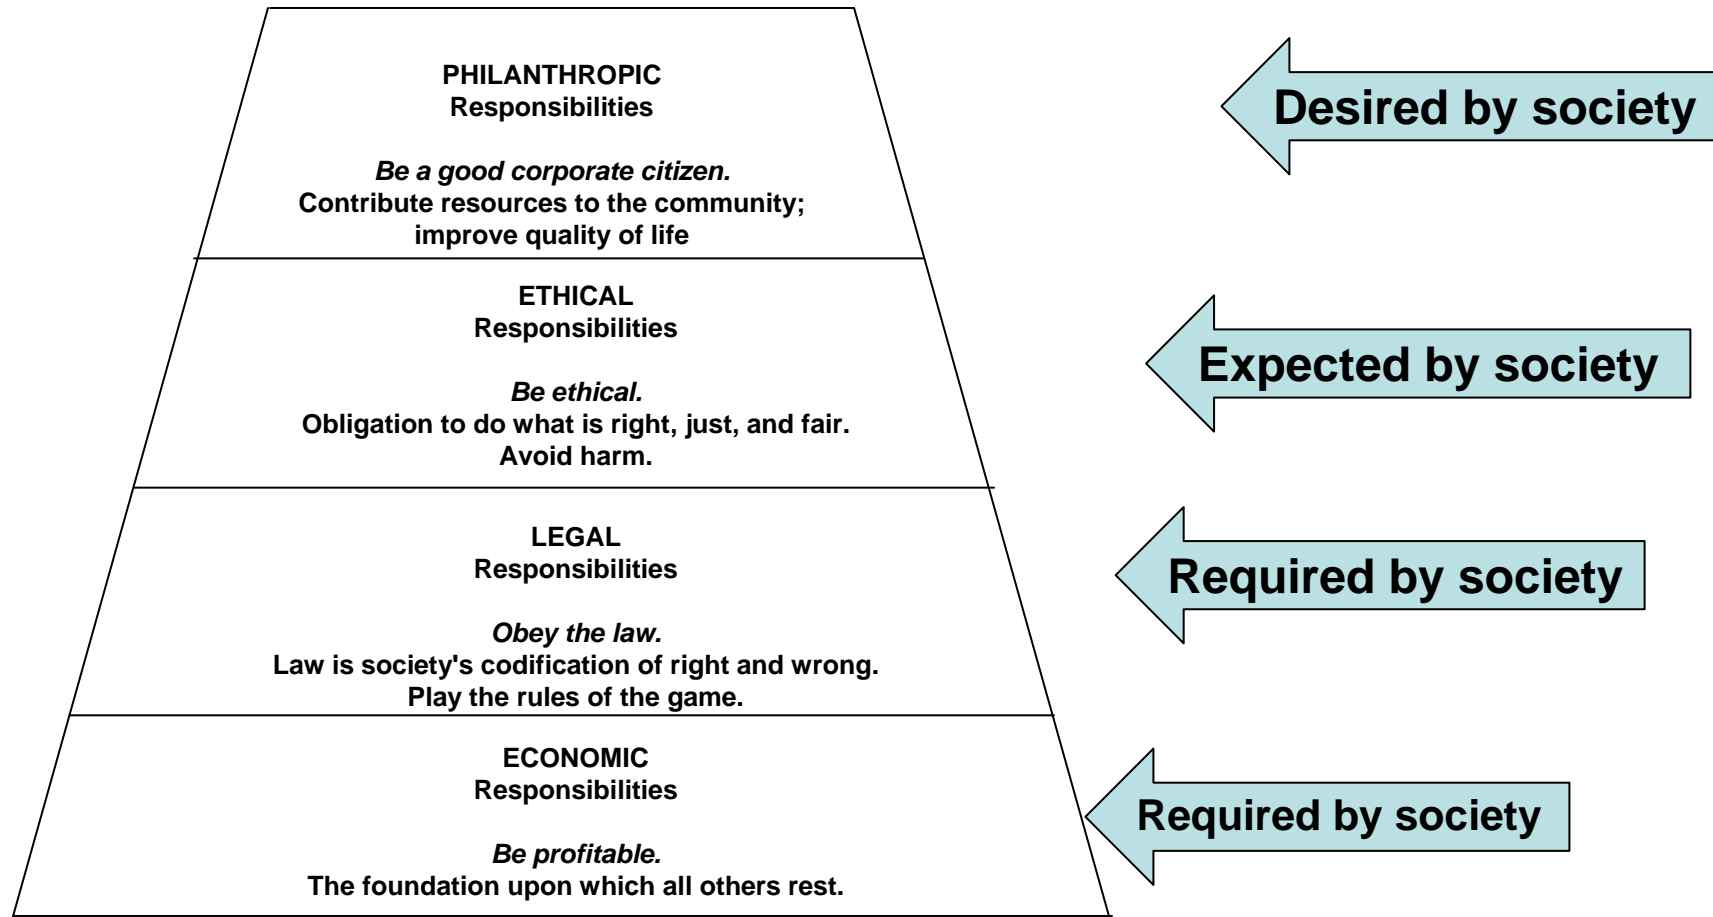 PHILANTHROPIC
Responsibilities
Be a good corporate citizen.
Contribute resources to the community;
improve quality of life
Desired by society
ETHICAL
Responsibilities
Be ethical.
Obligation to do what is right, just, and fair.
Avoid harm.
Expected by society
LEGAL
Responsibilities
Obey the law.
Law is society's codification of right and wrong.
Play the rules of the game.
Required by society
ECONOMIC
Responsibilities
Be profitable.
The foundation upon which all others rest.
Required by society